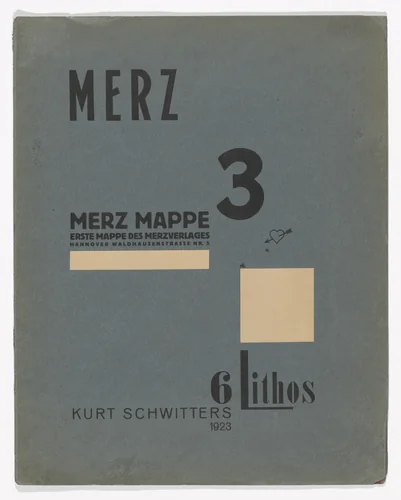 MERZ
3
MERZ MAPPE
ERSTE MAPPE DES MERZVERLAGES
HANNOVER WALDHAUSENSTRASSE NR. 5
6 Lithos
KURT SCHWITTERS
1923